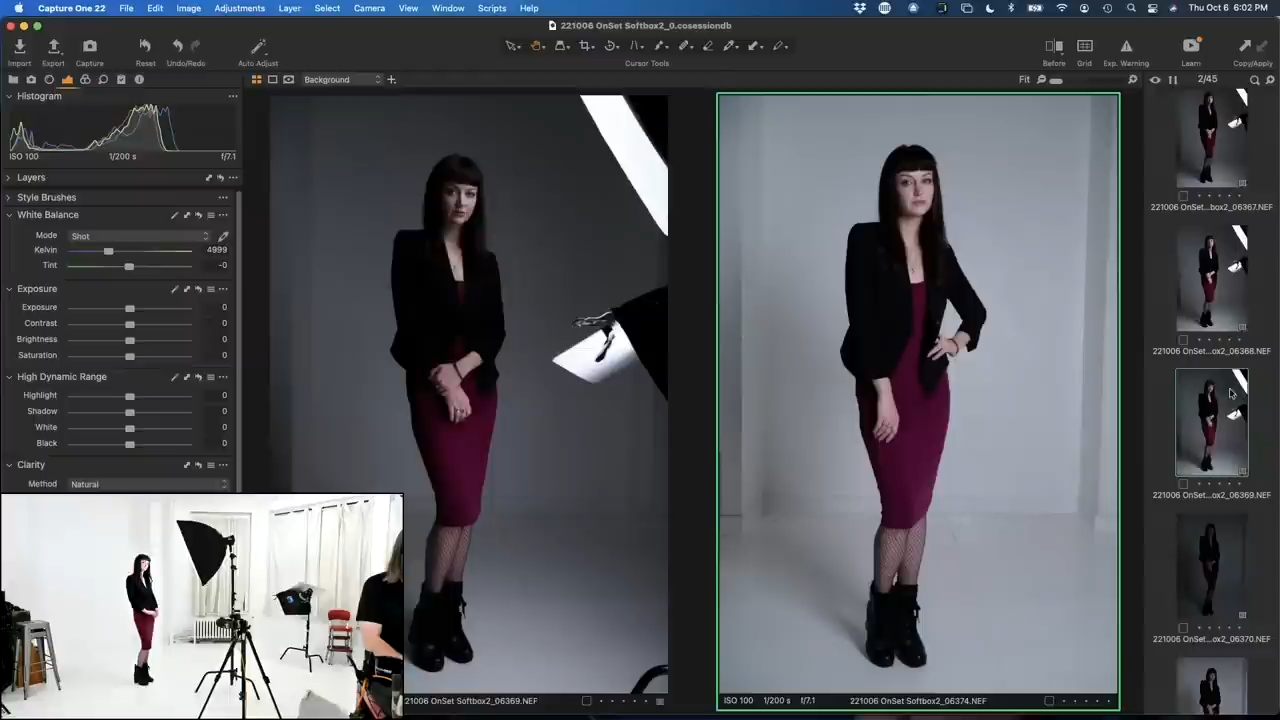 Capture One 22 File Edit Image Adjustments Layer Select Camera View Window Scripts Help Thu Oct 6 6:02 PM
221006 OnSet Softbox2_0.cosessiondb
Import Export Capture Reset Undo/Redo Auto Adjust Cursor Tools Before Grid Exp. Warning Learn Copy/Apply
Background Fit 2/45
Histogram
ISO 100 1/200 s f/7.1
Layers
Style Brushes
White Balance
Mode Shot
Kelvin 4999
Tint -0
Exposure
Exposure 0
Contrast 0
Brightness 0
Saturation 0
High Dynamic Range
Highlight 0
Shadow 0
White 0
Black 0
Clarity
Method Natural
221006 OnSet Softbox2_06369.NEF
ISO 100 1/200 s f/7.1 221006 OnSet Softbox2_06374.NEF
221006 OnSet...box2_06367.NEF
221006 OnSet...ox2_06368.NEF
221006 OnSet...ox2_06369.NEF
221006 OnSet...ox2_06370.NEF